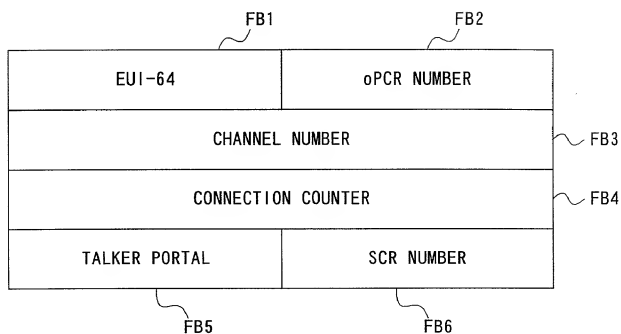 FB1 FB2
EUI-64 oPCR NUMBER
CHANNEL NUMBER FB3
CONNECTION COUNTER FB4
TALKER PORTAL SCR NUMBER
FB5 FB6